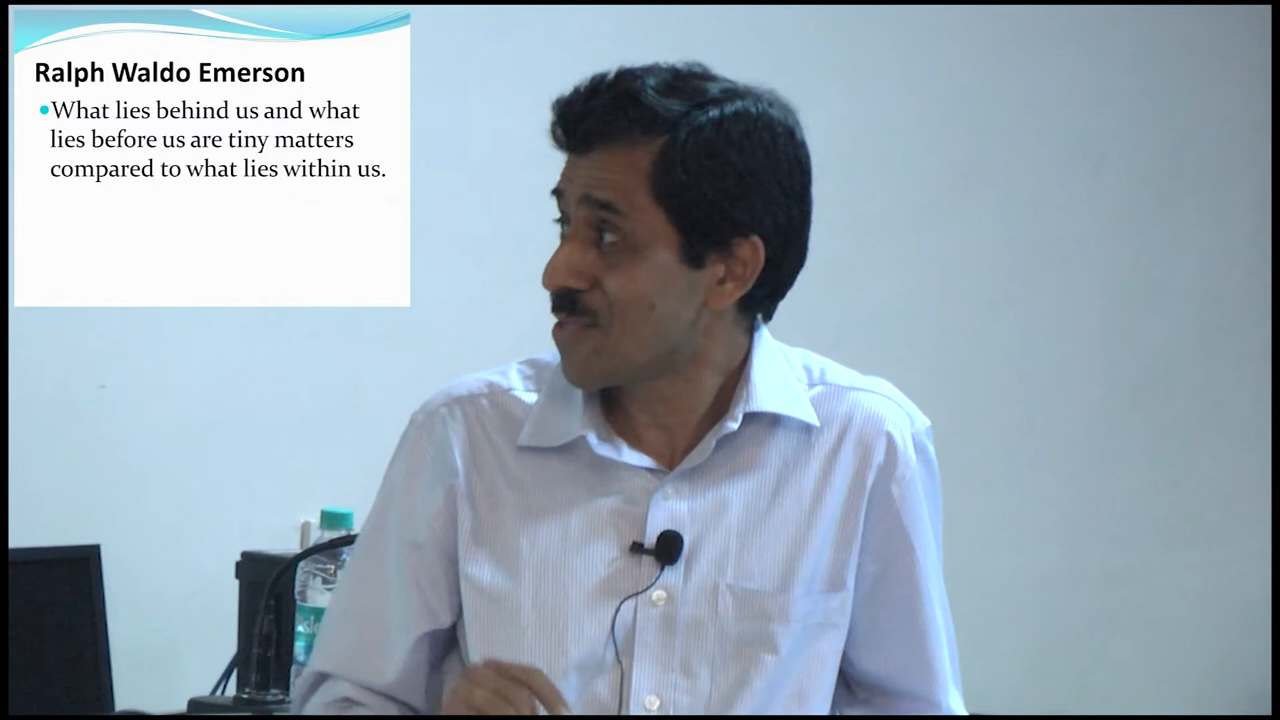 Ralph Waldo Emerson
•What lies behind us and what
lies before us are tiny matters
compared to what lies within us.